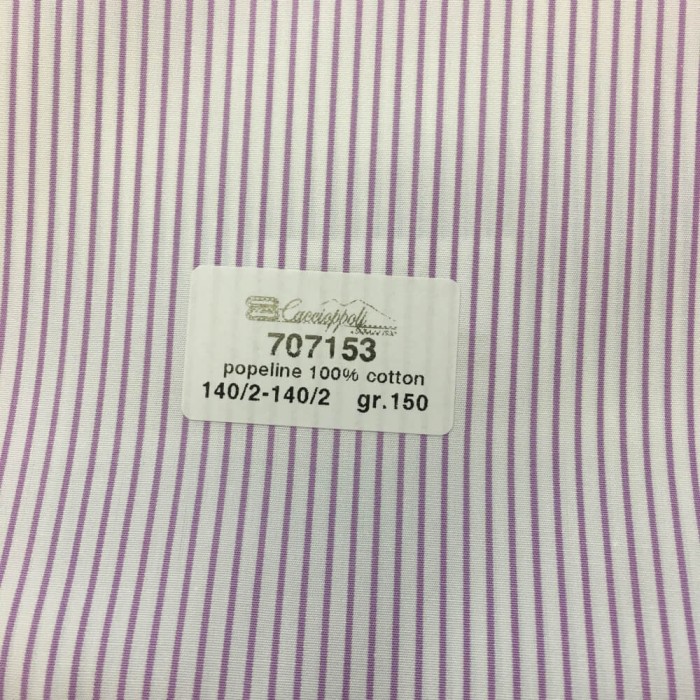 Caccioppoli
707153
popeline 100% cotton
140/2-140/2 gr.150